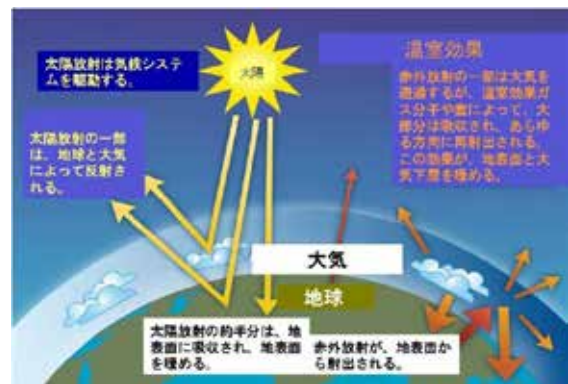 太陽放射は気候システ
ムを駆動する。
太陽
温室効果
赤外放射の一部は大気を
透過するが、温室効果ガ
ス分子や雲によって、大
部分は吸収され、あらゆ
る方向に再射出される。
この効果が、地表面と大
気下層を暖める。
太陽放射の一部
は、地球と大気
によって反射さ
れる。
大気
地球
太陽放射の約半分は、地
表面に吸収され、地表面
を暖める。
赤外放射が、地表面か
ら射出される。